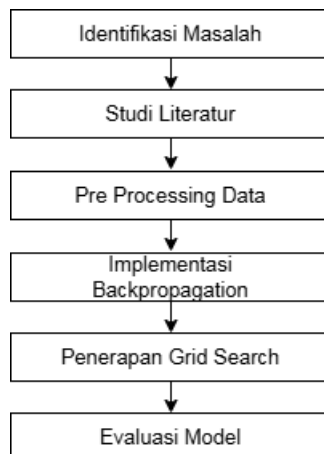 Identifikasi Masalah
Studi Literatur
Pre Processing Data
Implementasi
Backpropagation
Penerapan Grid Search
Evaluasi Model